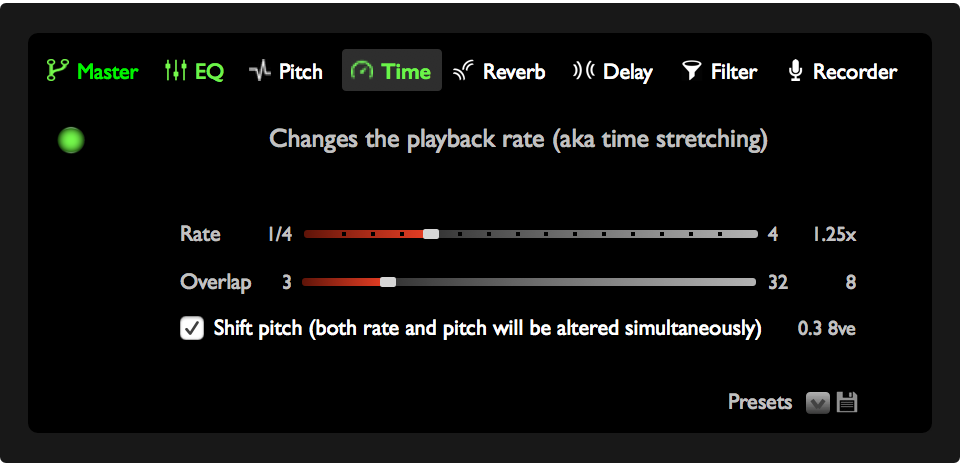 Master EQ Pitch Time Reverb Delay Filter Recorder
Changes the playback rate (aka time stretching)
Rate 1/4 4 1.25x
Overlap 3 32 8
Shift pitch (both rate and pitch will be altered simultaneously) 0.3 8ve
Presets